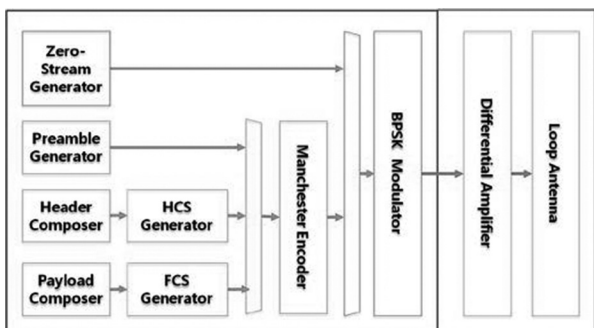 Zero-
Stream
Generator
Preamble
Generator
Header
Composer
HCS
Generator
Payload
Composer
FCS
Generator
Manchester Encoder
BPSK Modulator
Differential Amplifier
Loop Antenna